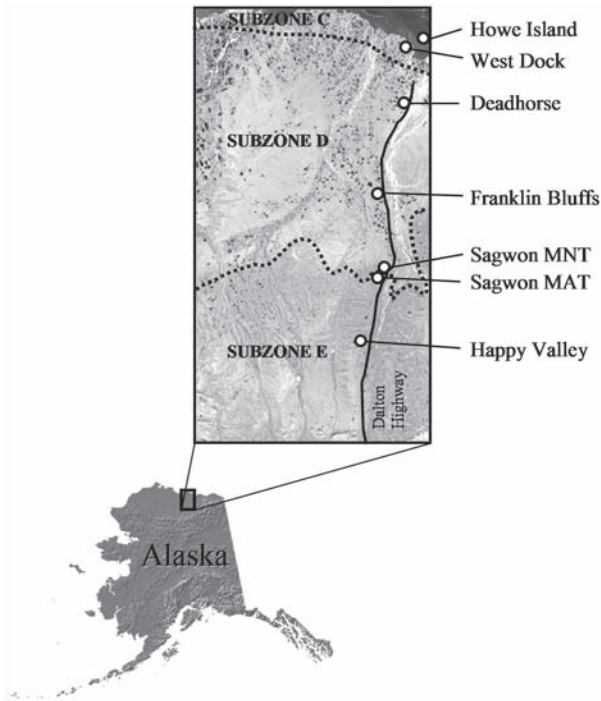 SUBZONE C
Howe Island
West Dock
Deadhorse
SUBZONE D
Franklin Bluffs
Sagwon MNT
Sagwon MAT
SUBZONE E
Happy Valley
Dalton
Highway
Alaska